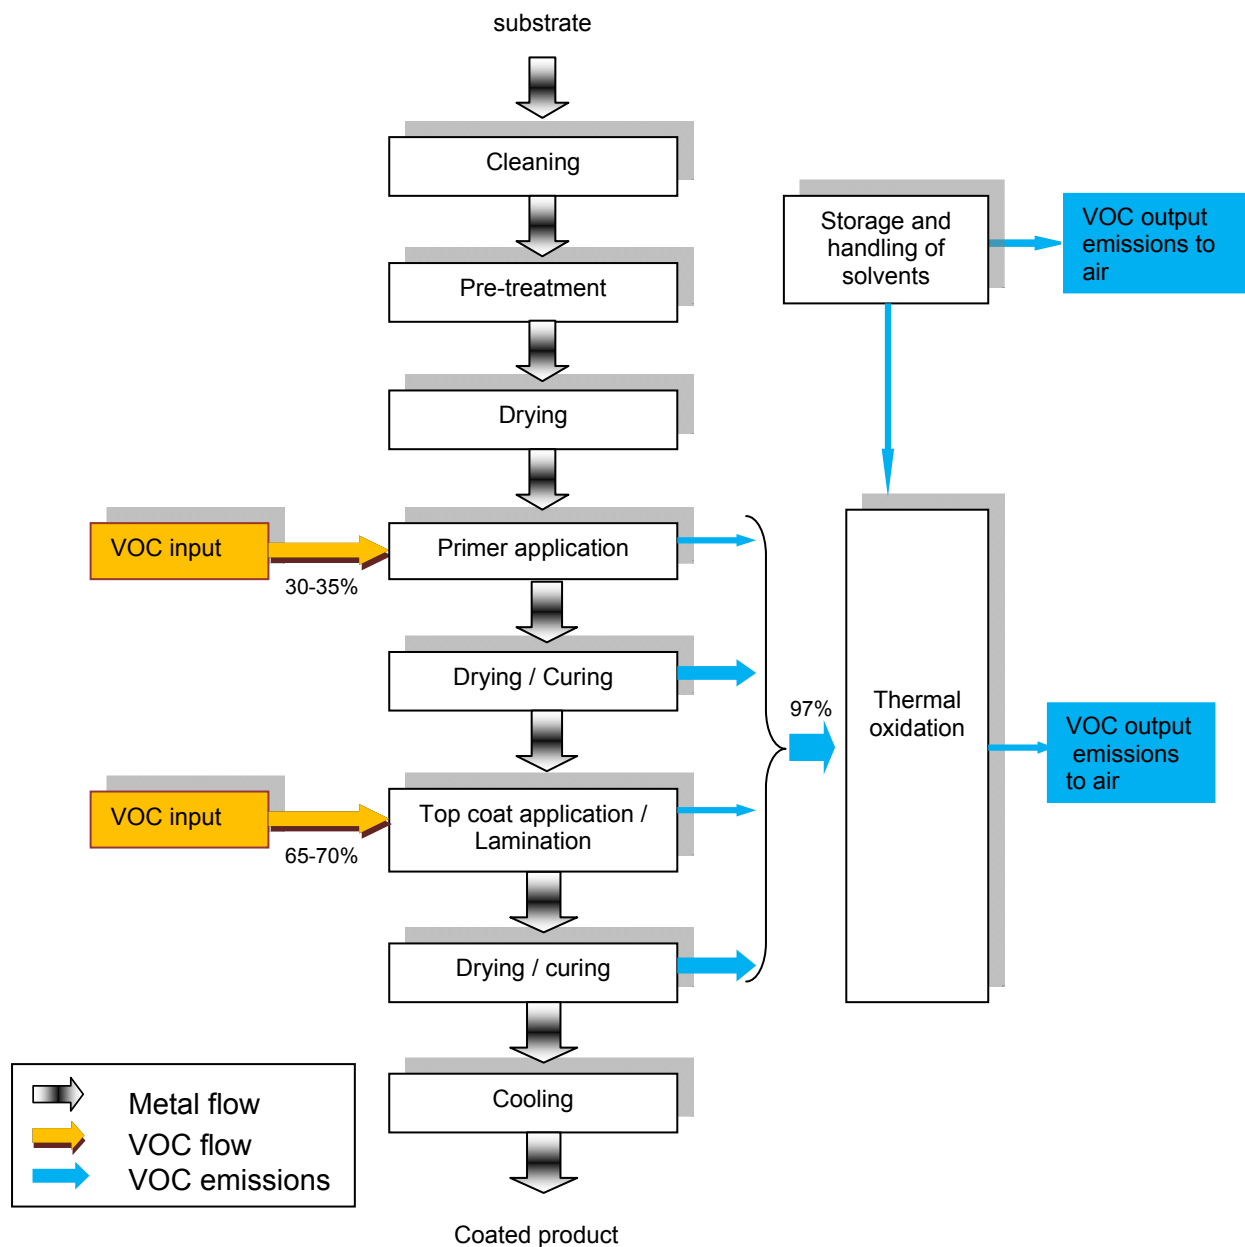 substrate
Cleaning
Pre-treatment
Drying
VOC input
30-35%
Primer application
Drying / Curing
VOC input
65-70%
Top coat application /
Lamination
Drying / curing
Cooling
Coated product
97%
Storage and
handling of
solvents
VOC output
emissions to
air
Thermal
oxidation
VOC output
emissions
to air
Metal flow
VOC flow
VOC emissions